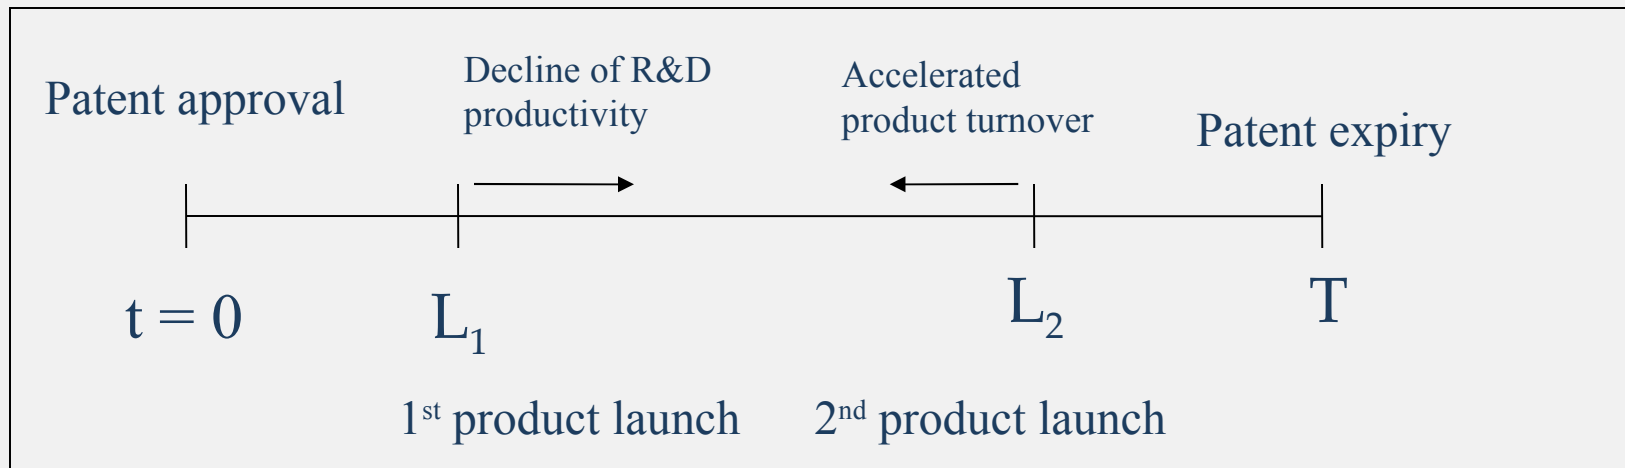 Patent approval
Decline of R&D
productivity
Accelerated
product turnover
Patent expiry
t = 0
L₁
L₂
T
1ˢᵗ product launch
2ⁿᵈ product launch